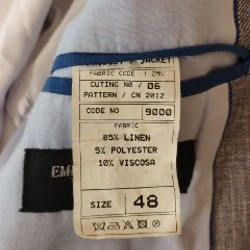 JACKET
FABRIC CODE
CUTING NO / 06
PATTERN / CN 2012
CODE NO 9000
FABRIC
85% LINEN
5% POLYESTER
10% VISCOSA
SIZE 48
EM